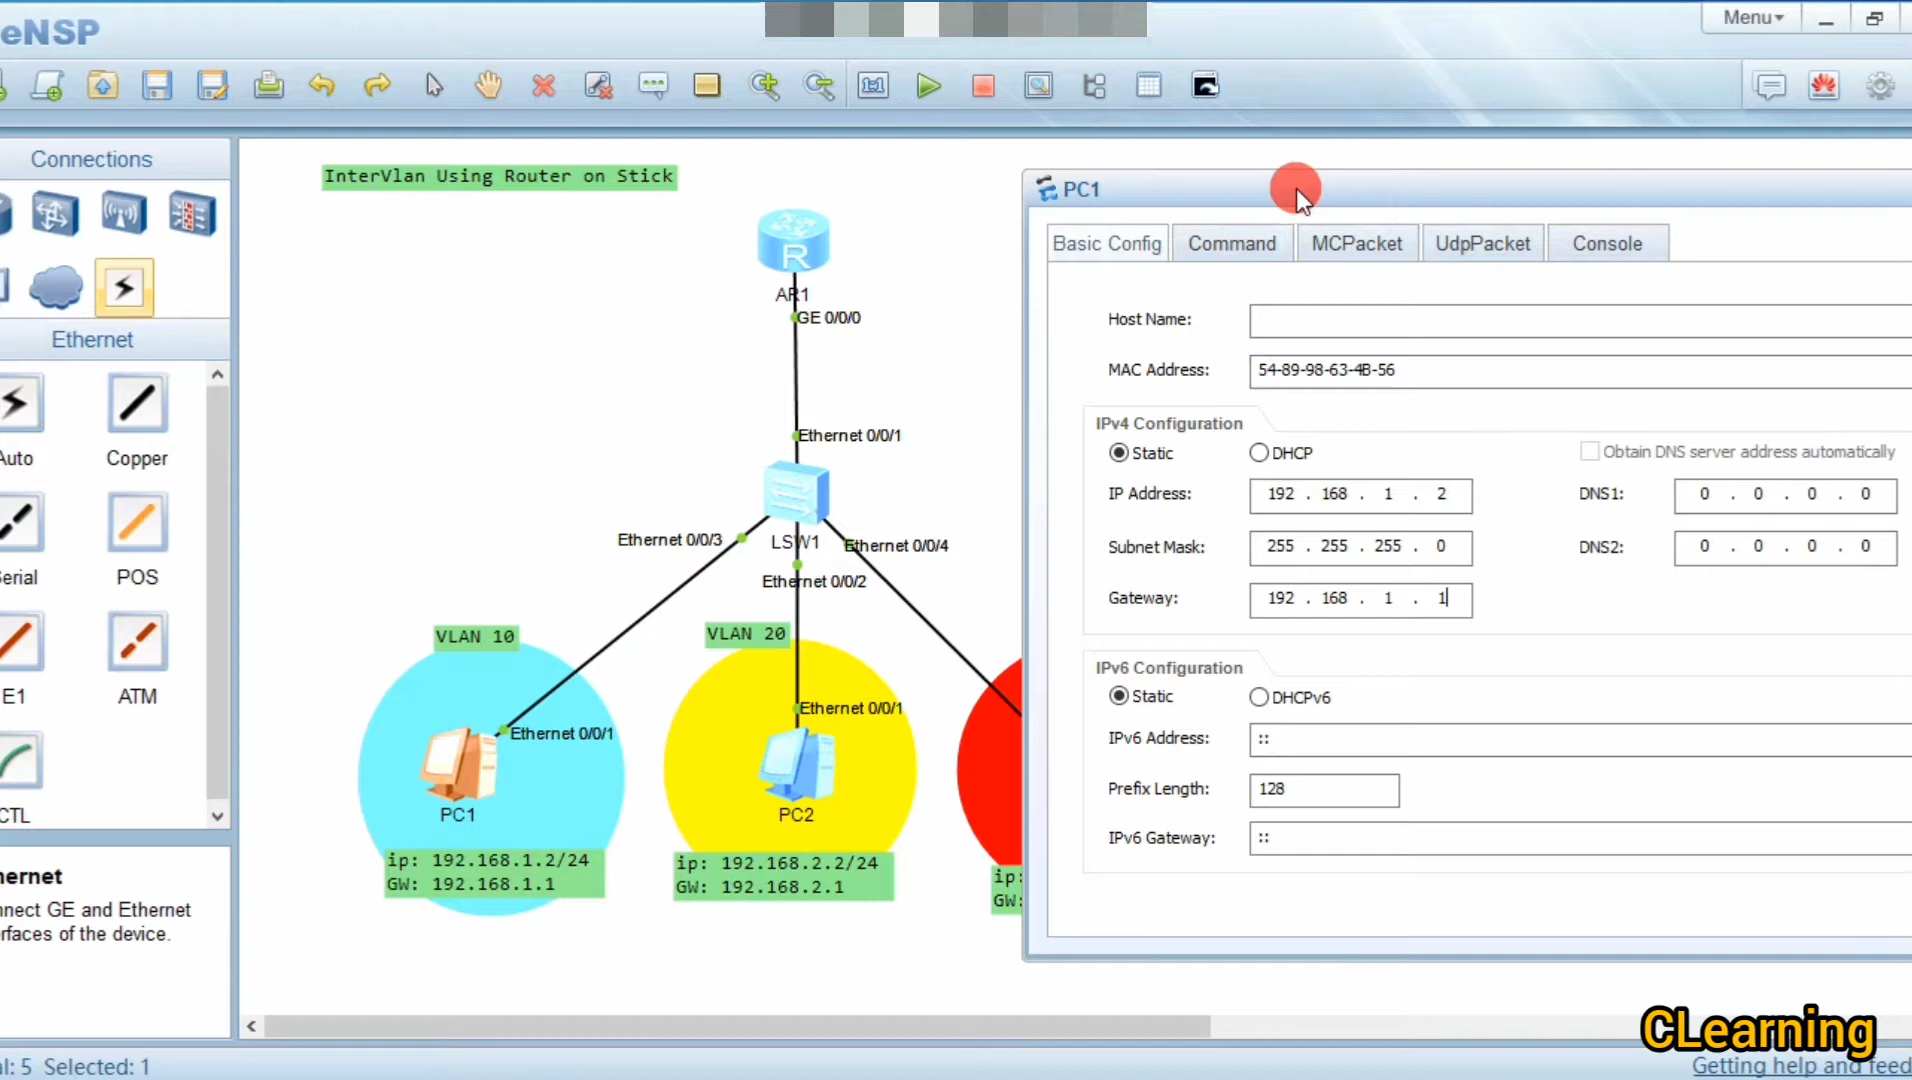 eNSP
Menu
Connections
Ethernet
Auto
Copper
Serial
POS
E1
ATM
CTL
hernet
nnect GE and Ethernet
rfaces of the device.
al: 5 Selected: 1
InterVlan Using Router on Stick
AR1
GE 0/0/0
Ethernet 0/0/1
LSW1
Ethernet 0/0/3
Ethernet 0/0/4
Ethernet 0/0/2
VLAN 10
VLAN 20
Ethernet 0/0/1
Ethernet 0/0/1
PC1
PC2
ip: 192.168.1.2/24
GW: 192.168.1.1
ip: 192.168.2.2/24
GW: 192.168.2.1
ip:
GW:
PC1
Basic Config
Command
MCPacket
UdpPacket
Console
Host Name:
MAC Address: 54-89-98-63-4B-56
IPv4 Configuration
Static DHCP Obtain DNS server address automatically
IP Address: 192 . 168 . 1 . 2 DNS1: 0 . 0 . 0 . 0
Subnet Mask: 255 . 255 . 255 . 0 DNS2: 0 . 0 . 0 . 0
Gateway: 192 . 168 . 1 . 1
IPv6 Configuration
Static DHCPv6
IPv6 Address: ::
Prefix Length: 128
IPv6 Gateway: ::
CLearning
Getting help and feed